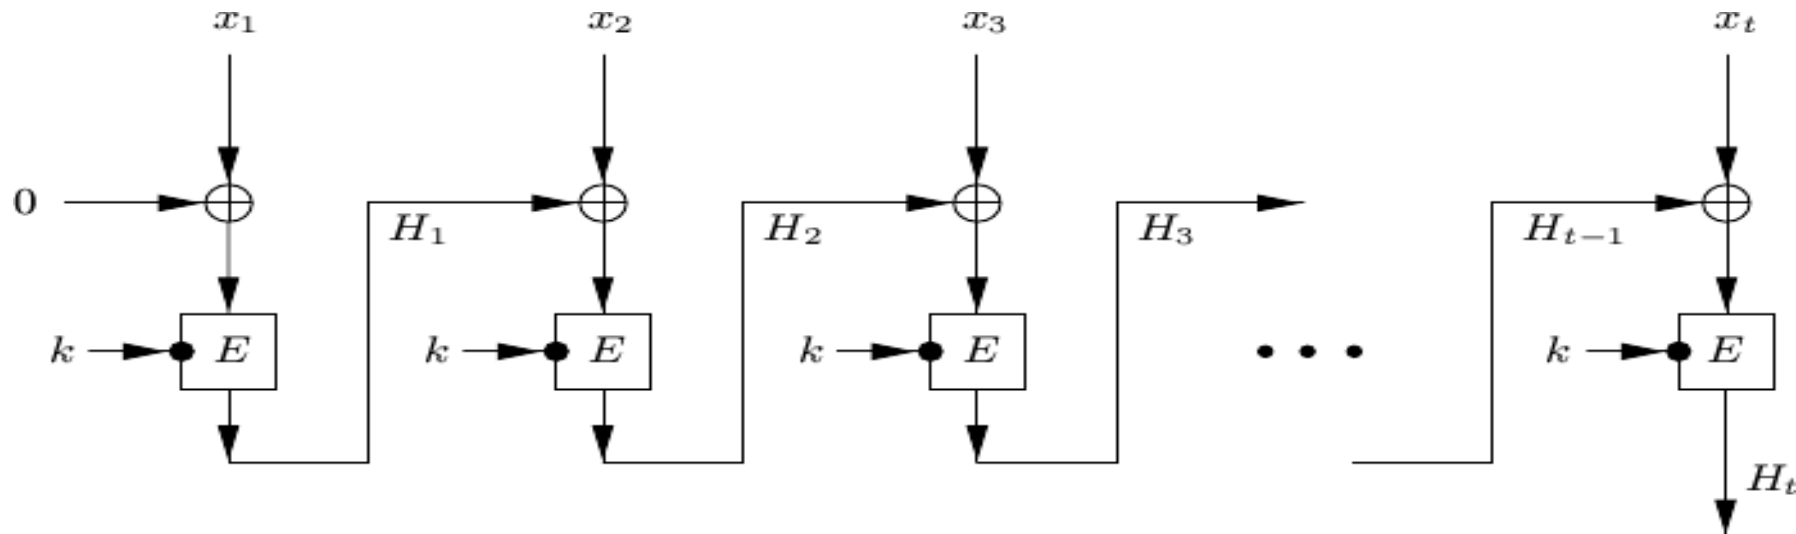 x₁ x₂ x₃ xₜ
0
H₁ H₂ H₃ Hₜ₋₁
k E k E k E • • • k E
Hₜ